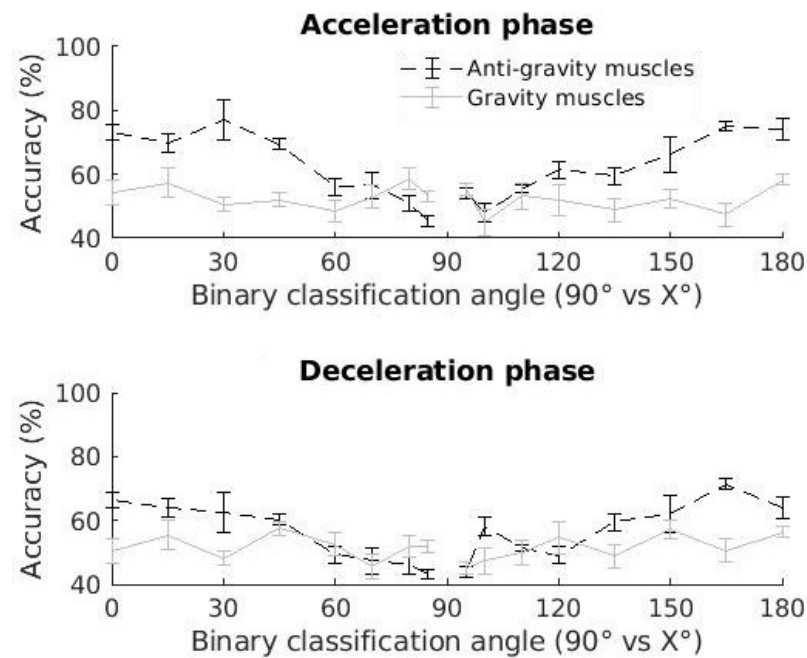 Acceleration phase
Anti-gravity muscles
Gravity muscles
Accuracy (%)
100
80
60
40
0 30 60 90 120 150 180
Binary classification angle (90° vs X°)
Deceleration phase
Accuracy (%)
100
80
60
40
0 30 60 90 120 150 180
Binary classification angle (90° vs X°)